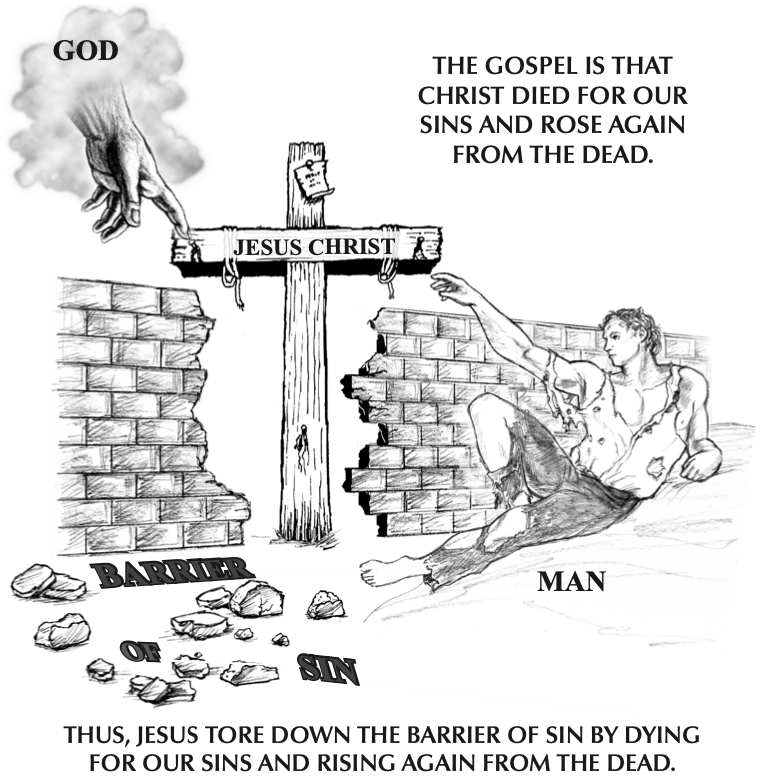 GOD
THE GOSPEL IS THAT
CHRIST DIED FOR OUR
SINS AND ROSE AGAIN
FROM THE DEAD.
JESUS CHRIST
BARRIER
OF
SIN
MAN
THUS, JESUS TORE DOWN THE BARRIER OF SIN BY DYING
FOR OUR SINS AND RISING AGAIN FROM THE DEAD.